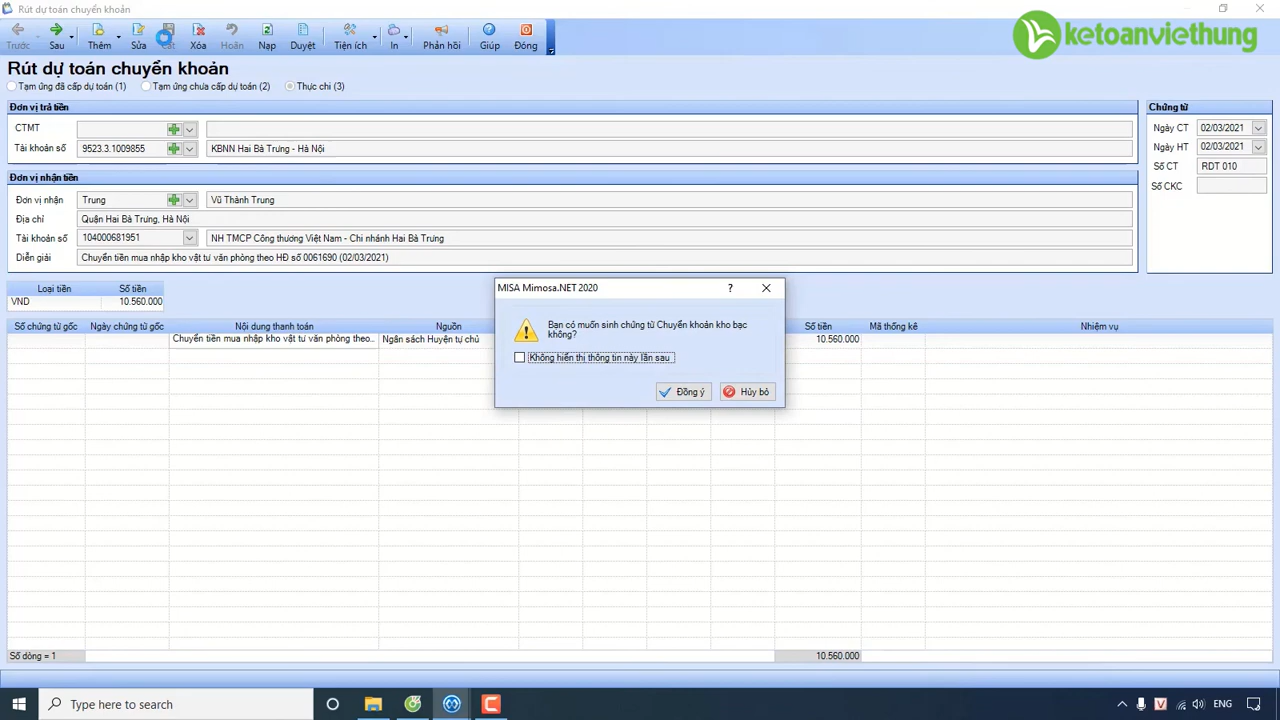 Rút dự toán chuyển khoản
ketoanviethung
Trước Sau Thêm Sửa Cất Xóa Hoãn Nạp Duyệt Tiện ích In Phản hồi Giúp Đóng
Rút dự toán chuyển khoản
Tạm ứng đã cấp dự toán (1) Tạm ứng chưa cấp dự toán (2) Thực chi (3)
Đơn vị trả tiền
CTMT
Tài khoản số 9523.3.1009855 KBNN Hai Bà Trưng - Hà Nội
Chứng từ
Ngày CT 02/03/2021
Ngày HT 02/03/2021
Số CT RDT 010
Số CKC
Đơn vị nhận tiền
Đơn vị nhận Trung Vũ Thành Trung
Địa chỉ Quận Hai Bà Trưng, Hà Nội
Tài khoản số 104000681951 NH TMCP Công thương Việt Nam - Chi nhánh Hai Bà Trưng
Diễn giải Chuyển tiền mua nhập kho vật tư văn phòng theo HĐ số 0061690 (02/03/2021)
Loại tiền Số tiền
VND 10.560.000
MISA Mimosa.NET 2020 ?
Bạn có muốn sinh chứng từ Chuyển khoản kho bạc
không?
Không hiển thị thông tin này lần sau
Đồng ý Hủy bỏ
Số chứng từ gốc Ngày chứng từ gốc Nội dung thanh toán Nguồn Số tiền Mã thống kê Nhiệm vụ
Chuyển tiền mua nhập kho vật tư văn phòng theo.. Ngân sách Huyện tự chủ 10.560.000
Số dòng = 1 10.560.000
Type here to search
V ENG